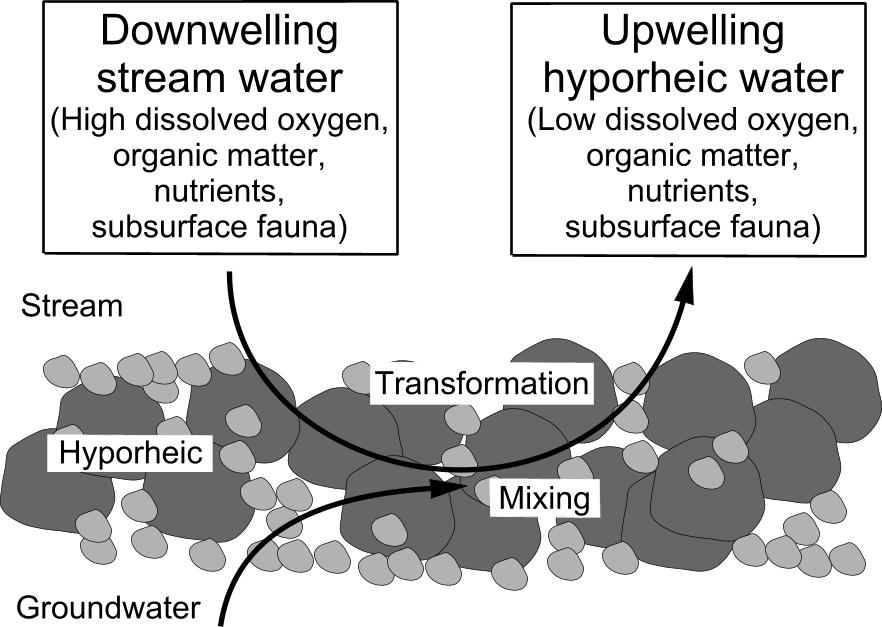 Downwelling
stream water
(High dissolved oxygen,
organic matter,
nutrients,
subsurface fauna)
Upwelling
hyporheic water
(Low dissolved oxygen,
organic matter,
nutrients,
subsurface fauna)
Stream
Transformation
Hyporheic
Mixing
Groundwater